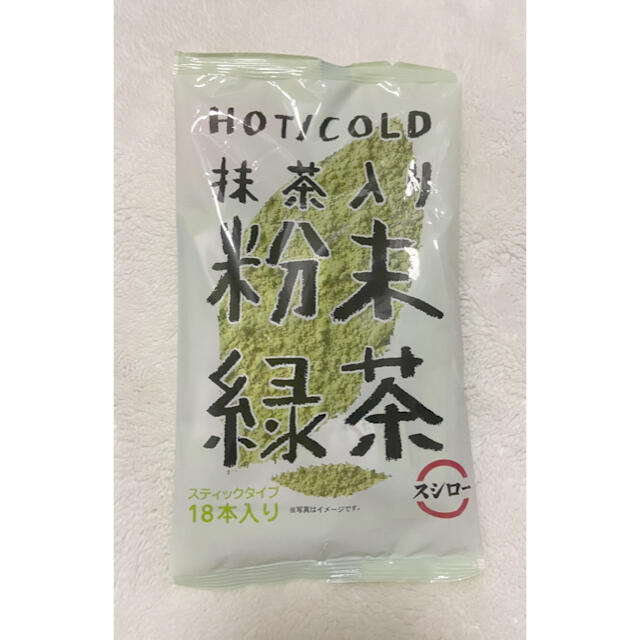 HOT/COLD
抹茶入り
粉末
緑茶
スティックタイプ
18本入り
※写真はイメージです。
スシロー